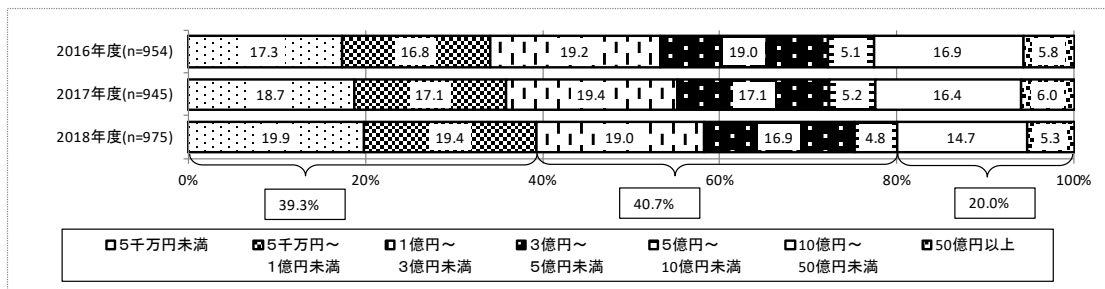 2016年度(n=954) 17.3 16.8 19.2 19.0 5.1 16.9 5.8
2017年度(n=945) 18.7 17.1 19.4 17.1 5.2 16.4 6.0
2018年度(n=975) 19.9 19.4 19.0 16.9 4.8 14.7 5.3
0% 20% 40% 60% 80% 100%
39.3% 40.7% 20.0%
5千万円未満 5千万円～ 1億円～ 3億円～ 5億円～ 10億円～ 50億円以上
1億円未満 3億円未満 5億円未満 10億円未満 50億円未満